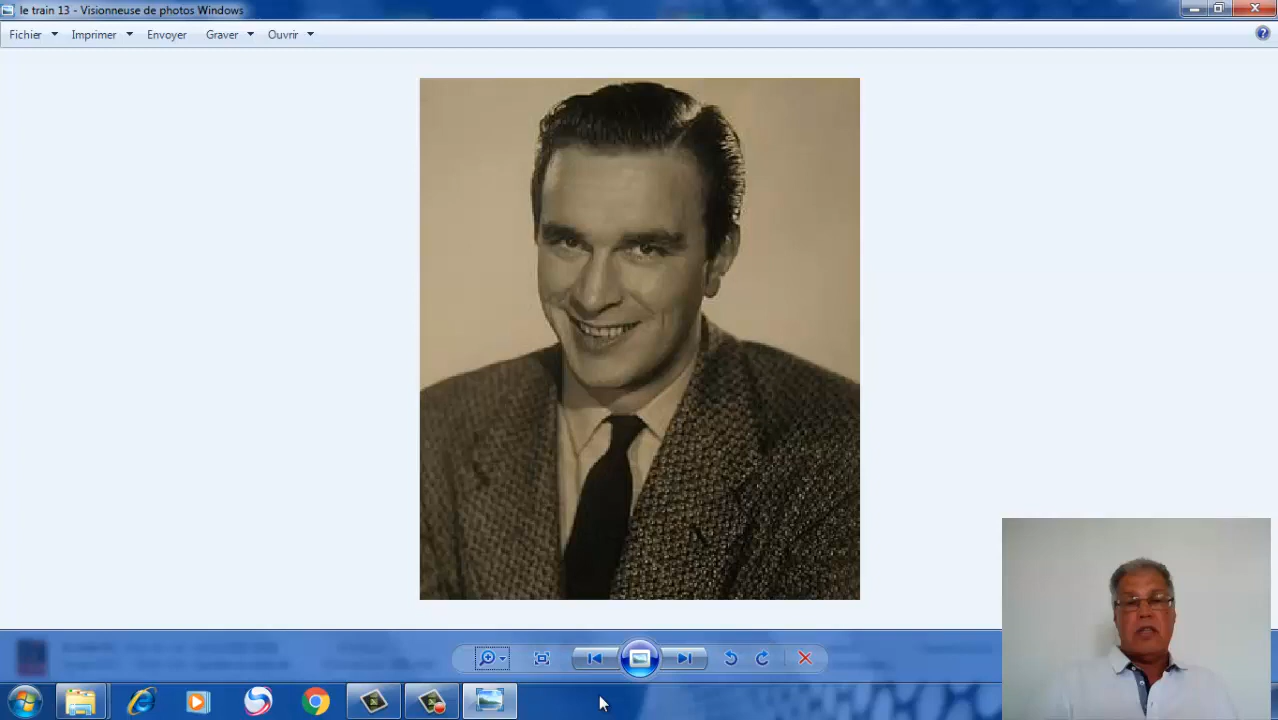 le train 13 - Visionneuse de photos Windows
Fichier Imprimer Envoyer Graver Ouvrir